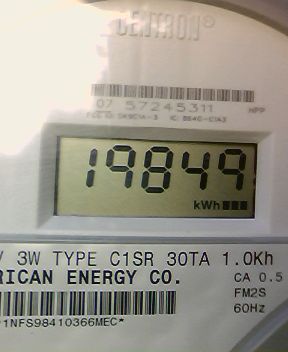 CENTRON®
07 57245311 HPP
19849
kWh
V 3W TYPE C1SR 30TA 1.0Kh
RICAN ENERGY CO.
CA 0.5
FM2S
60Hz
1NFS98410366MEC*